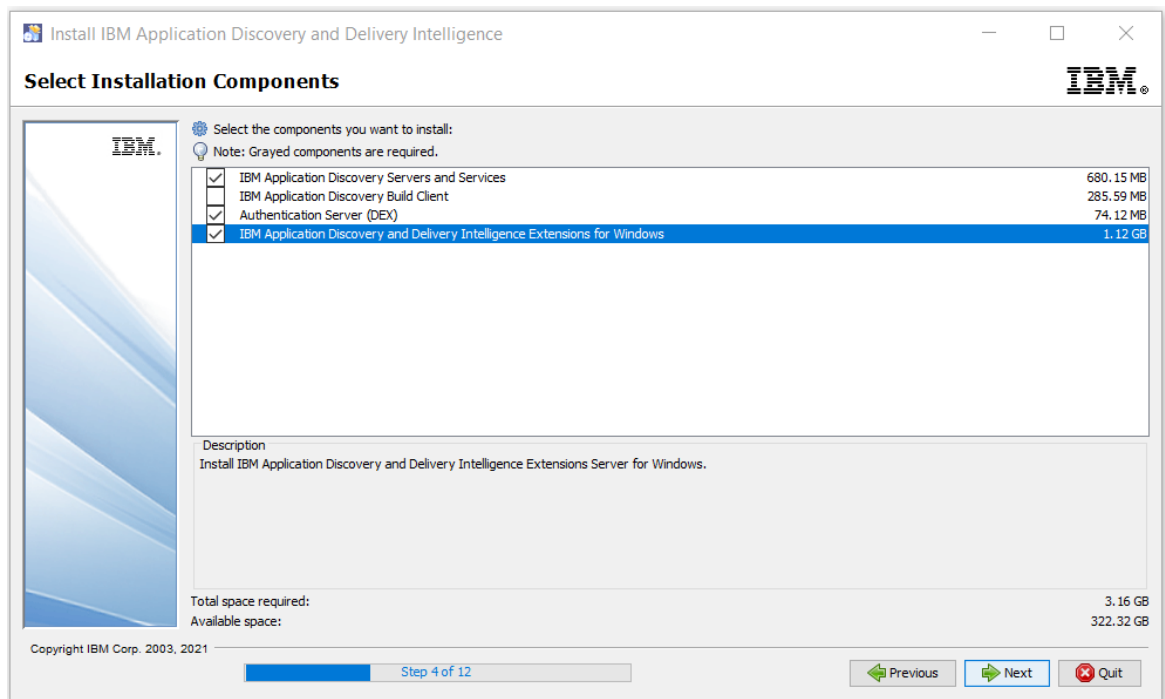 Install IBM Application Discovery and Delivery Intelligence
Select Installation Components
IBM®
IBM.
Select the components you want to install:
Note: Grayed components are required.
IBM Application Discovery Servers and Services 680.15 MB
IBM Application Discovery Build Client 285.59 MB
Authentication Server (DEX) 74.12 MB
IBM Application Discovery and Delivery Intelligence Extensions for Windows 1.12 GB
Description
Install IBM Application Discovery and Delivery Intelligence Extensions Server for Windows.
Total space required: 3.16 GB
Available space: 322.32 GB
Copyright IBM Corp. 2003, 2021
Step 4 of 12 Previous Next Quit